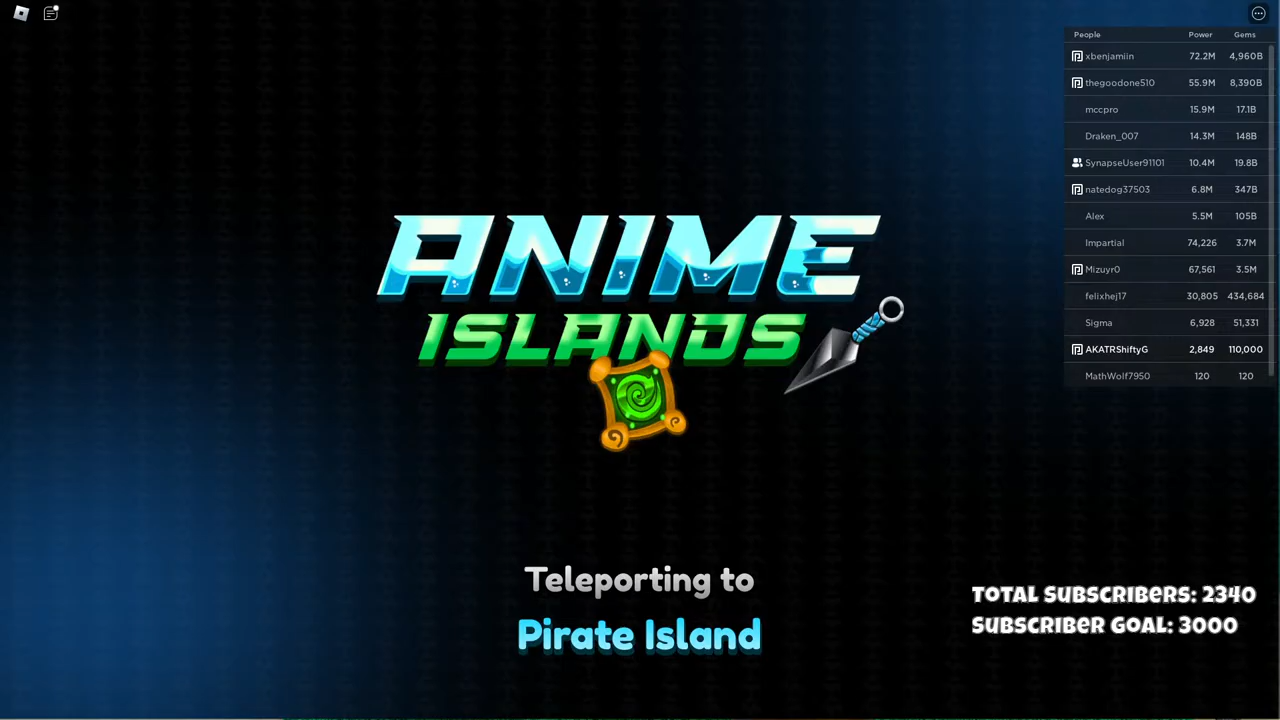 People Power Gems
xbenjamiin 72.2M 4,960B
thegoodone510 55.9M 8,390B
mccpro 15.9M 17.1B
Draken_007 14.3M 148B
SynapseUser91101 10.4M 19.8B
natedog37503 6.8M 347B
Alex 5.5M 105B
Impartial 74,226 3.7M
Mizuyr0 67,561 3.5M
felixhej17 30,805 434,684
Sigma 6,928 51,331
AKATRShiftyG 2,849 110,000
MathWolf7950 120 120
ANIME
ISLANDS
Teleporting to
Pirate Island
TOTAL SUBSCRIBERS: 2340
SUBSCRIBER GOAL: 3000